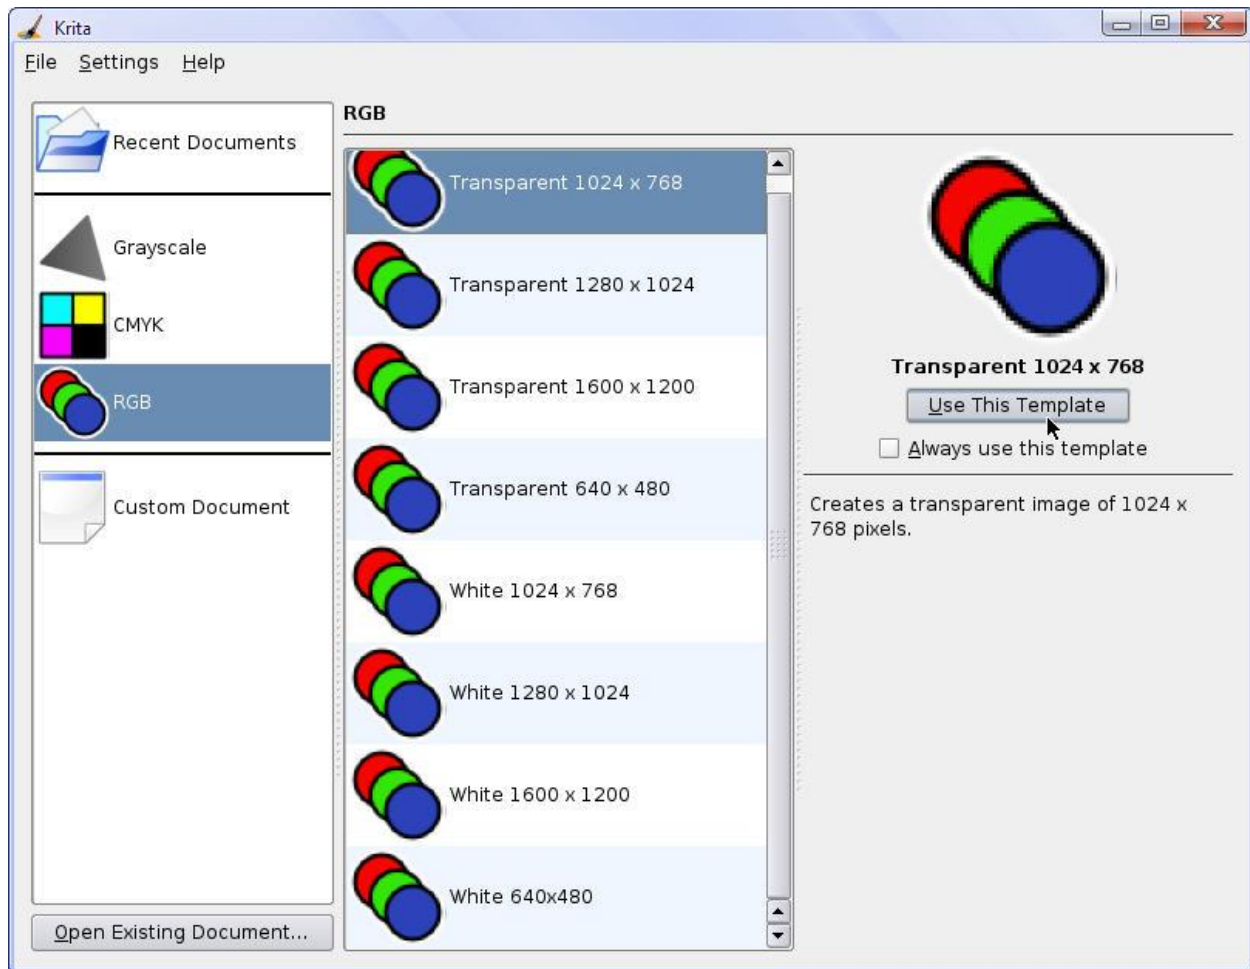 Krita
File Settings Help
Recent Documents
Grayscale
CMYK
RGB
Custom Document
Open Existing Document...
RGB
Transparent 1024 x 768
Transparent 1280 x 1024
Transparent 1600 x 1200
Transparent 640 x 480
White 1024 x 768
White 1280 x 1024
White 1600 x 1200
White 640x480
Transparent 1024 x 768
Use This Template
Always use this template
Creates a transparent image of 1024 x
768 pixels.